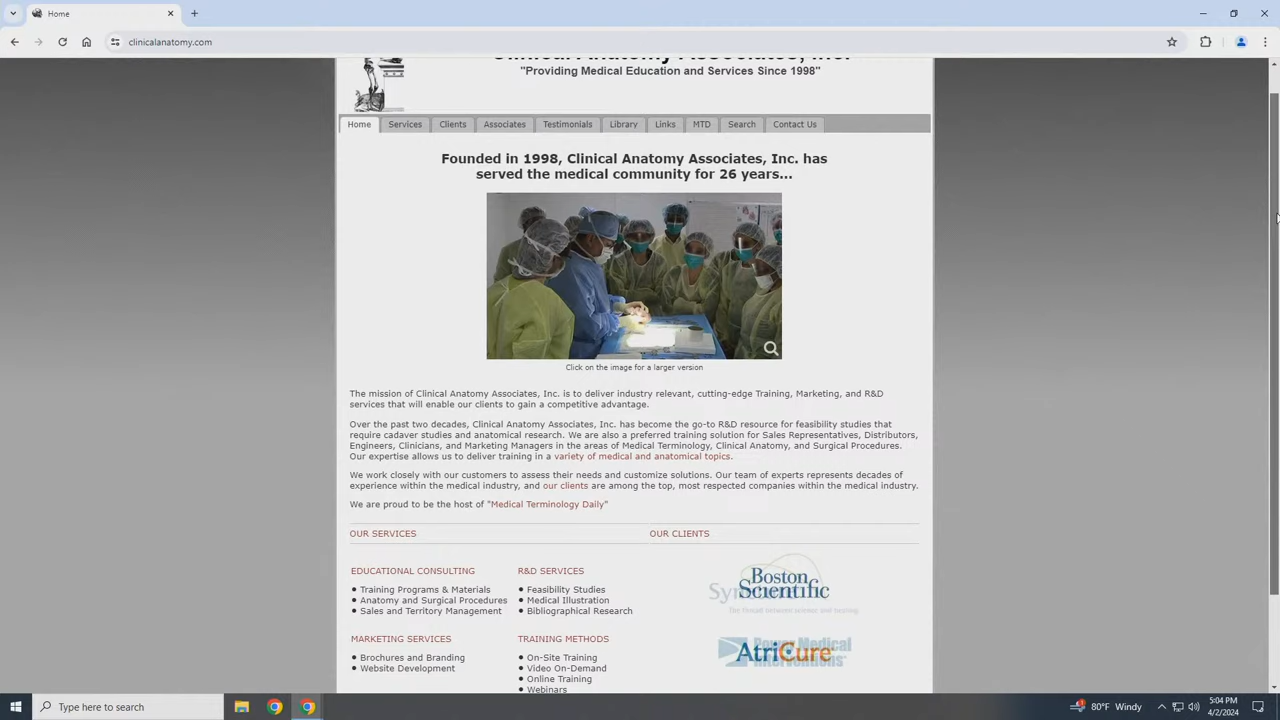 Home
clinicalanatomy.com
Clinical Anatomy Associates, Inc.
"Providing Medical Education and Services Since 1998"
Home Services Clients Associates Testimonials Library Links MTD Search Contact Us
Founded in 1998, Clinical Anatomy Associates, Inc. has
served the medical community for 26 years...
Click on the image for a larger version
The mission of Clinical Anatomy Associates, Inc. is to deliver industry relevant, cutting-edge Training, Marketing, and R&D
services that will enable our clients to gain a competitive advantage.
Over the past two decades, Clinical Anatomy Associates, Inc. has become the go-to R&D resource for feasibility studies that
require cadaver studies and anatomical research. We are also a preferred training solution for Sales Representatives, Distributors,
Engineers, Clinicians, and Marketing Managers in the areas of Medical Terminology, Clinical Anatomy, and Surgical Procedures.
Our expertise allows us to deliver training in a variety of medical and anatomical topics.
We work closely with our customers to assess their needs and customize solutions. Our team of experts represents decades of
experience within the medical industry, and our clients are among the top, most respected companies within the medical industry.
We are proud to be the host of "Medical Terminology Daily"
OUR SERVICES
OUR CLIENTS
EDUCATIONAL CONSULTING
Training Programs & Materials
Anatomy and Surgical Procedures
Sales and Territory Management
R&D SERVICES
Feasibility Studies
Medical Illustration
Bibliographical Research
Boston
Scientific
MARKETING SERVICES
Brochures and Branding
Website Development
TRAINING METHODS
On-Site Training
Video On-Demand
Online Training
Webinars
Power Medical
Interventions
AtriCure
Type here to search
80°F Windy
5:04 PM
4/2/2024